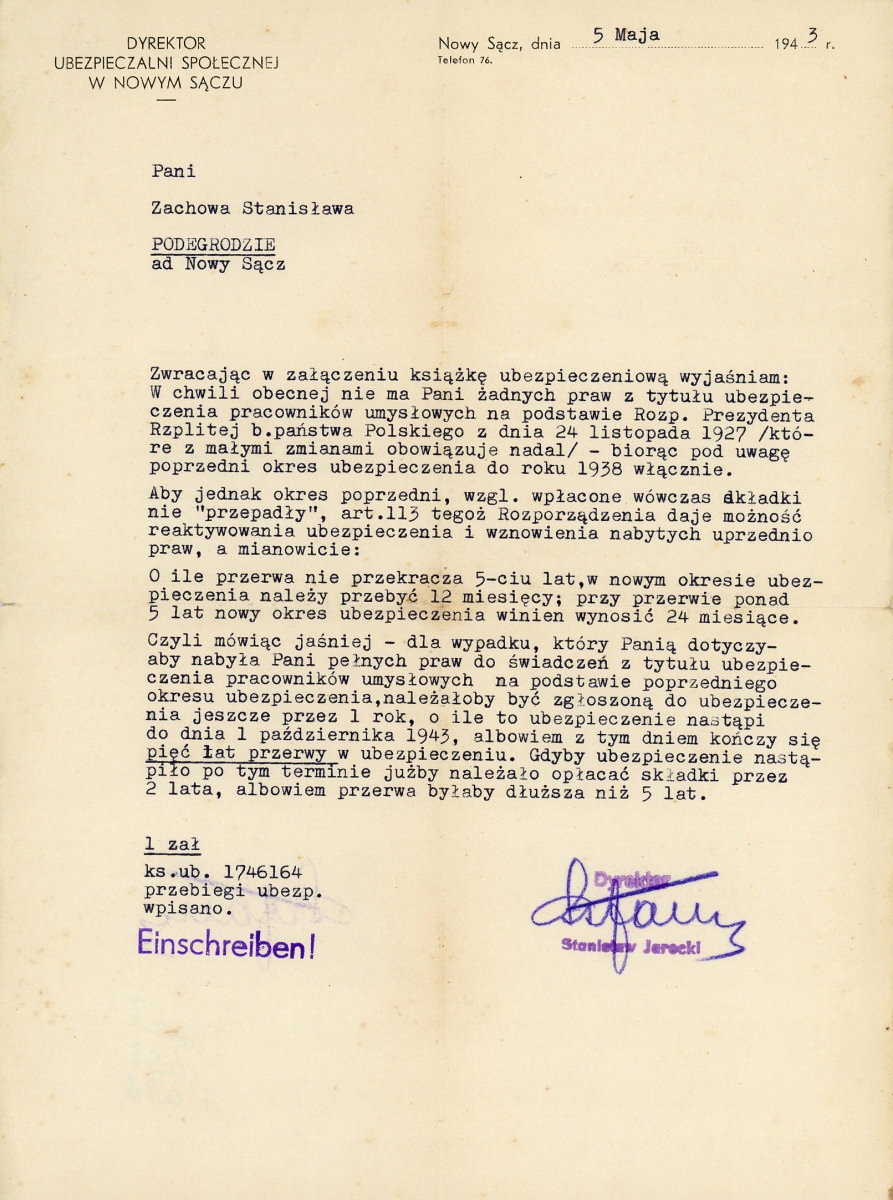 DYREKTOR
UBEZPIECZALNI SPOŁECZNEJ
W NOWYM SĄCZU
Nowy Sącz, dnia 5 Maja 1943 r.
Telefon 76.
Pani
Zachowa Stanisława
PODEGRODZIE
ad Nowy Sącz
Zwracając w załączeniu książkę ubezpieczeniową wyjaśniam:
W chwili obecnej nie ma Pani żadnych praw z tytułu ubezpie-
czenia pracowników umysłowych na podstawie Rozp. Prezydenta
Rzplitej b.państwa Polskiego z dnia 24 listopada 1927 /któ-
re z małymi zmianami obowiązuje nadal/ - biorąc pod uwagę
poprzedni okres ubezpieczenia do roku 1938 włącznie.
Aby jednak okres poprzedni, wzgl. wpłacone wówczas składki
nie "przepadły", art.113 tegoż Rozporządzenia daje możność
reaktywowania ubezpieczenia i wznowienia nabytych uprzednio
praw, a mianowicie:
O ile przerwa nie przekracza 5-ciu lat,w nowym okresie ubez-
pieczenia należy przebyć 12 miesięcy; przy przerwie ponad
5 lat nowy okres ubezpieczenia winien wynosić 24 miesiące.
Czyli mówiąc jaśniej - dla wypadku, który Panią dotyczy-
aby nabyła Pani pełnych praw do świadczeń z tytułu ubezpie-
czenia pracowników umysłowych na podstawie poprzedniego
okresu ubezpieczenia,należałoby być zgłoszoną do ubezpiecze-
nia jeszcze przez 1 rok, o ile to ubezpieczenie nastąpi
do dnia 1 października 1943, albowiem z tym dniem kończy się
pięć lat przerwy w ubezpieczeniu. Gdyby ubezpieczenie nastą-
piło po tym terminie jużby należało opłacać składki przez
2 lata, albowiem przerwa byłaby dłuższa niż 5 lat.
1 zał
ks.ub. 1746164
przebiegi ubezp.
wpisano.
Einschreiben!
Dyrektor
Stanisław Jarecki